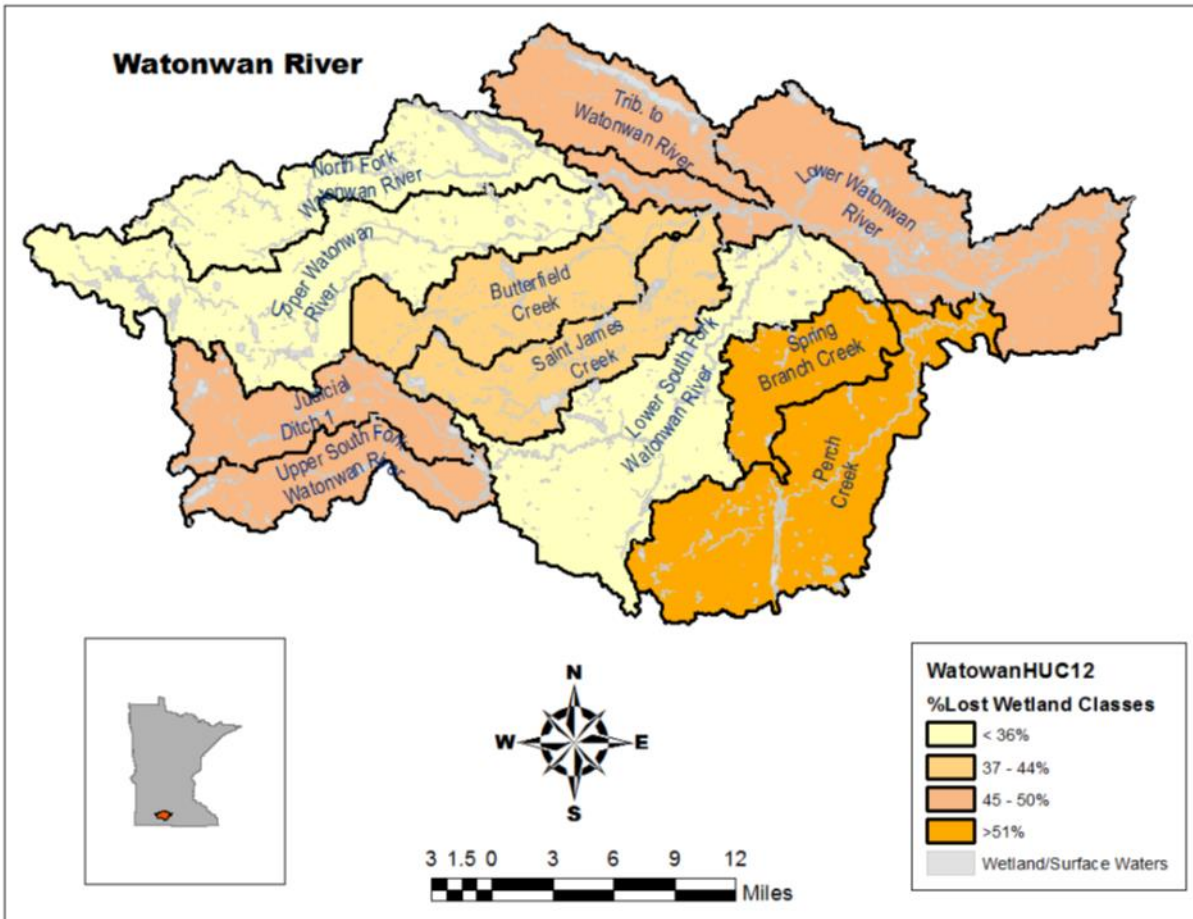 Watonwan River
Trib. to
Watonwan River
North Fork
Watonwan River
Lower Watonwan
River
Upper Watonwan
River
Butterfield
Creek
Saint James
Creek
Lower South Fork
Watonwan River
Spring
Branch Creek
Judicial
Ditch 1
Upper South Fork
Watonwan
Perch
Creek
N
W
E
S
3 1.5 0 3 6 9 12
Miles
WatowanHUC12
%Lost Wetland Classes
< 36%
37 - 44%
45 - 50%
>51%
Wetland/Surface Waters